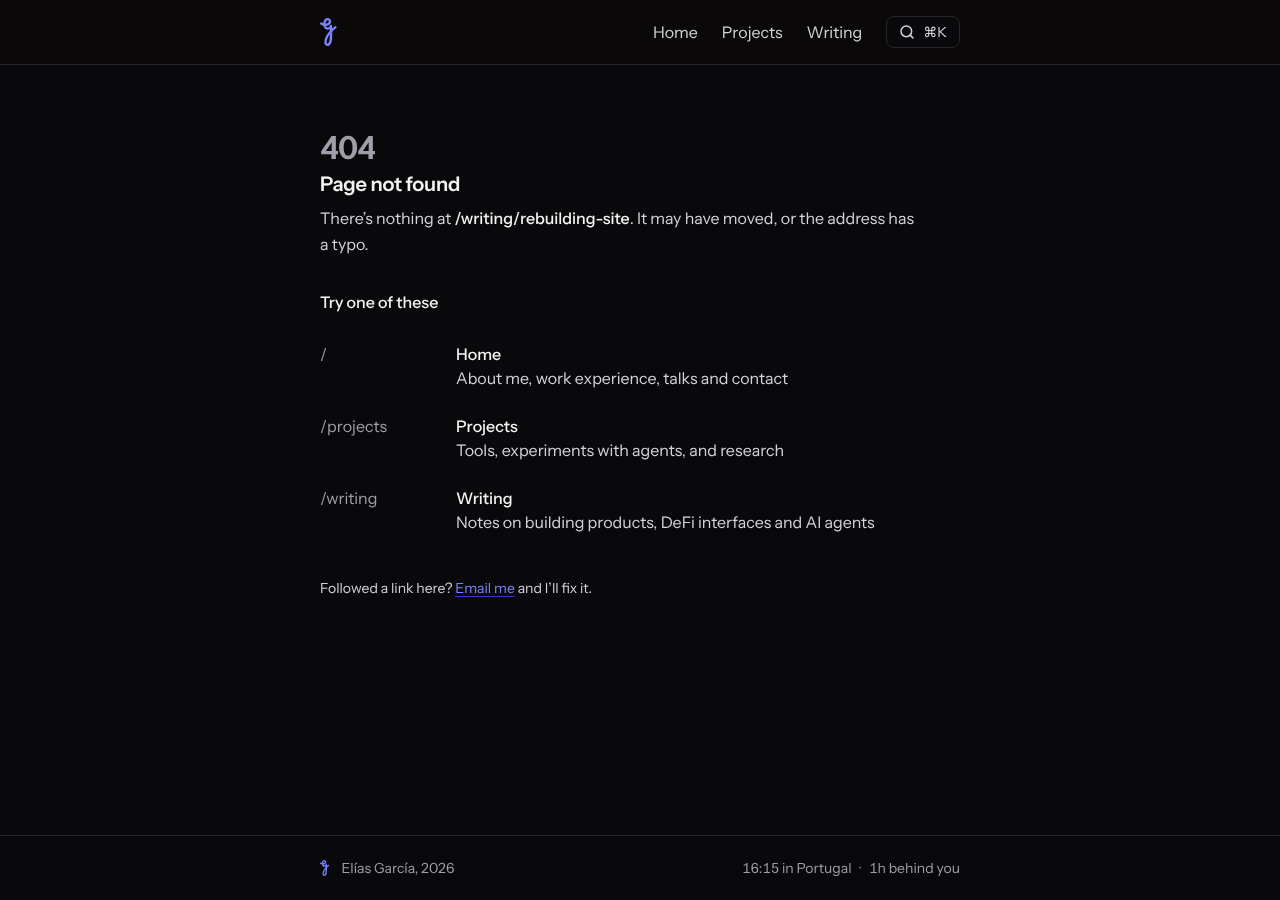 Home Projects Writing ⌘K
404
Page not found
There's nothing at /writing/rebuilding-site. It may have moved, or the address has
a typo.
Try one of these
/ Home
About me, work experience, talks and contact
/projects Projects
Tools, experiments with agents, and research
/writing Writing
Notes on building products, DeFi interfaces and AI agents
Followed a link here? Email me and I'll fix it.
Elías García, 2026 16:15 in Portugal · 1h behind you